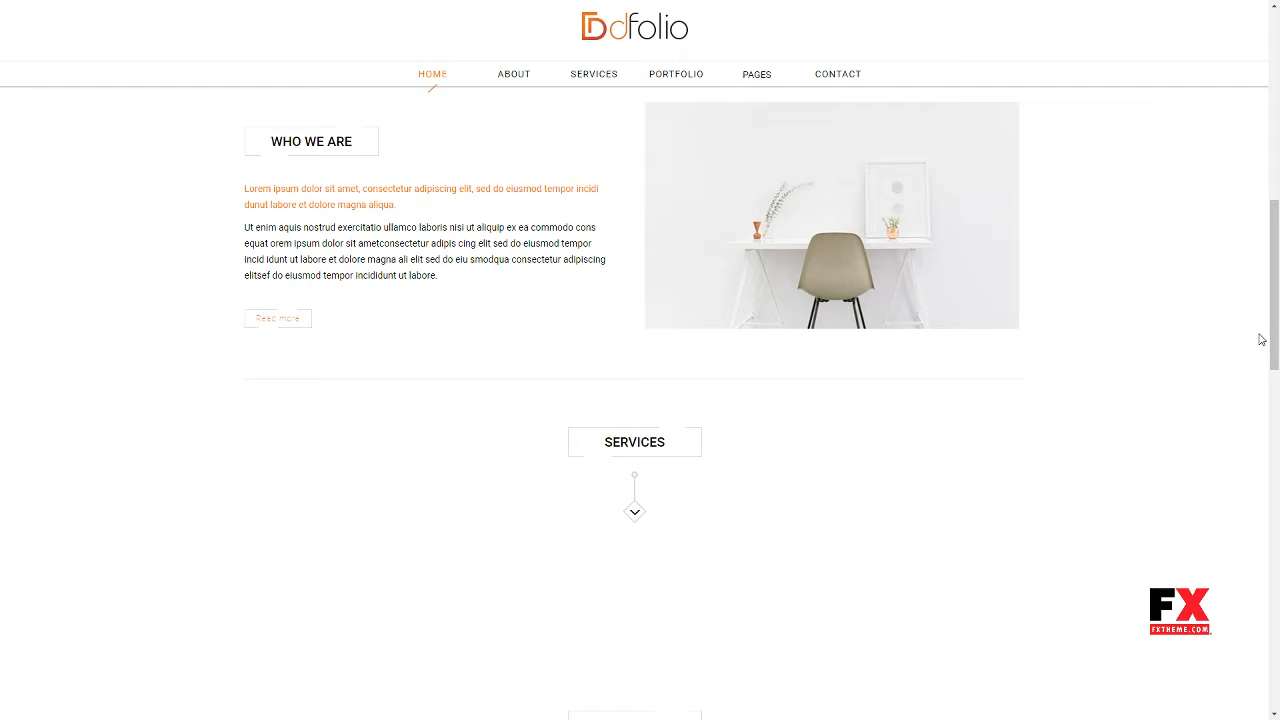 dfolio
HOME ABOUT SERVICES PORTFOLIO PAGES CONTACT
WHO WE ARE
Lorem ipsum dolor sit amet, consectetur adipiscing elit, sed do eiusmod tempor incidi
dunut labore et dolore magna aliqua.
Ut enim aquis nostrud exercitatio ullamco laboris nisi ut aliquip ex ea commodo cons
equat orem ipsum dolor sit ametconsectetur adipis cing elit sed do eiusmod tempor
incid idunt ut labore et dolore magna ali elit sed do eiu smodqua consectetur adipiscing
elitsef do eiusmod tempor incididunt ut labore.
Read more
SERVICES
FX
FXTHEME.COM